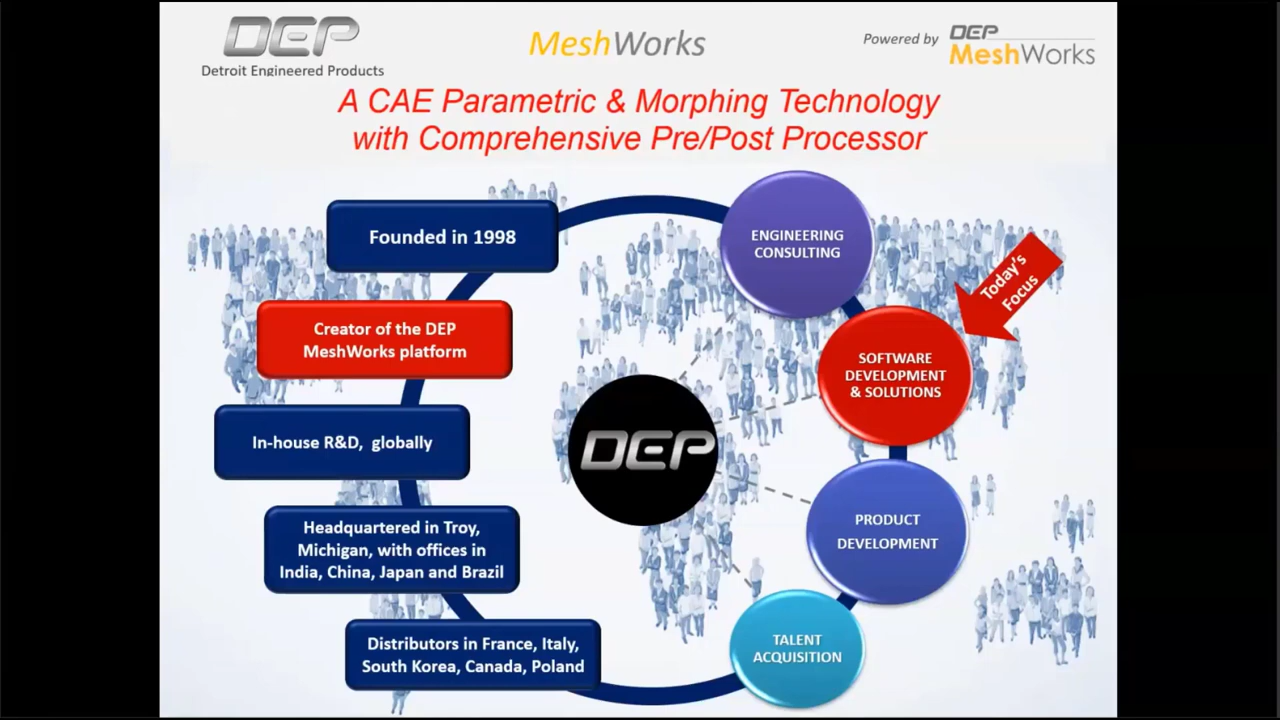 DEP
Detroit Engineered Products
MeshWorks
Powered by
DEP
MeshWorks
A CAE Parametric & Morphing Technology
with Comprehensive Pre/Post Processor
Founded in 1998
Creator of the DEP
MeshWorks platform
In-house R&D, globally
Headquartered in Troy,
Michigan, with offices in
India, China, Japan and Brazil
Distributors in France, Italy,
South Korea, Canada, Poland
DEP
ENGINEERING
CONSULTING
Today's
Focus
SOFTWARE
DEVELOPMENT
& SOLUTIONS
PRODUCT
DEVELOPMENT
TALENT
ACQUISITION